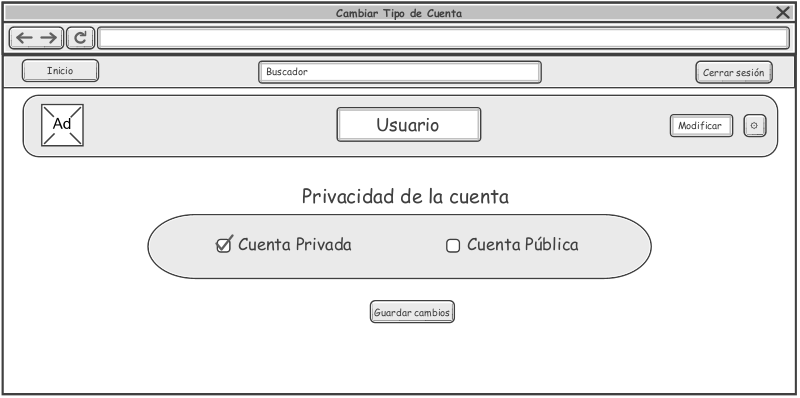 Cambiar Tipo de Cuenta
Inicio
Buscador
Cerrar sesión
Ad
Usuario
Modificar
Privacidad de la cuenta
Cuenta Privada
Cuenta Pública
Guardar cambios